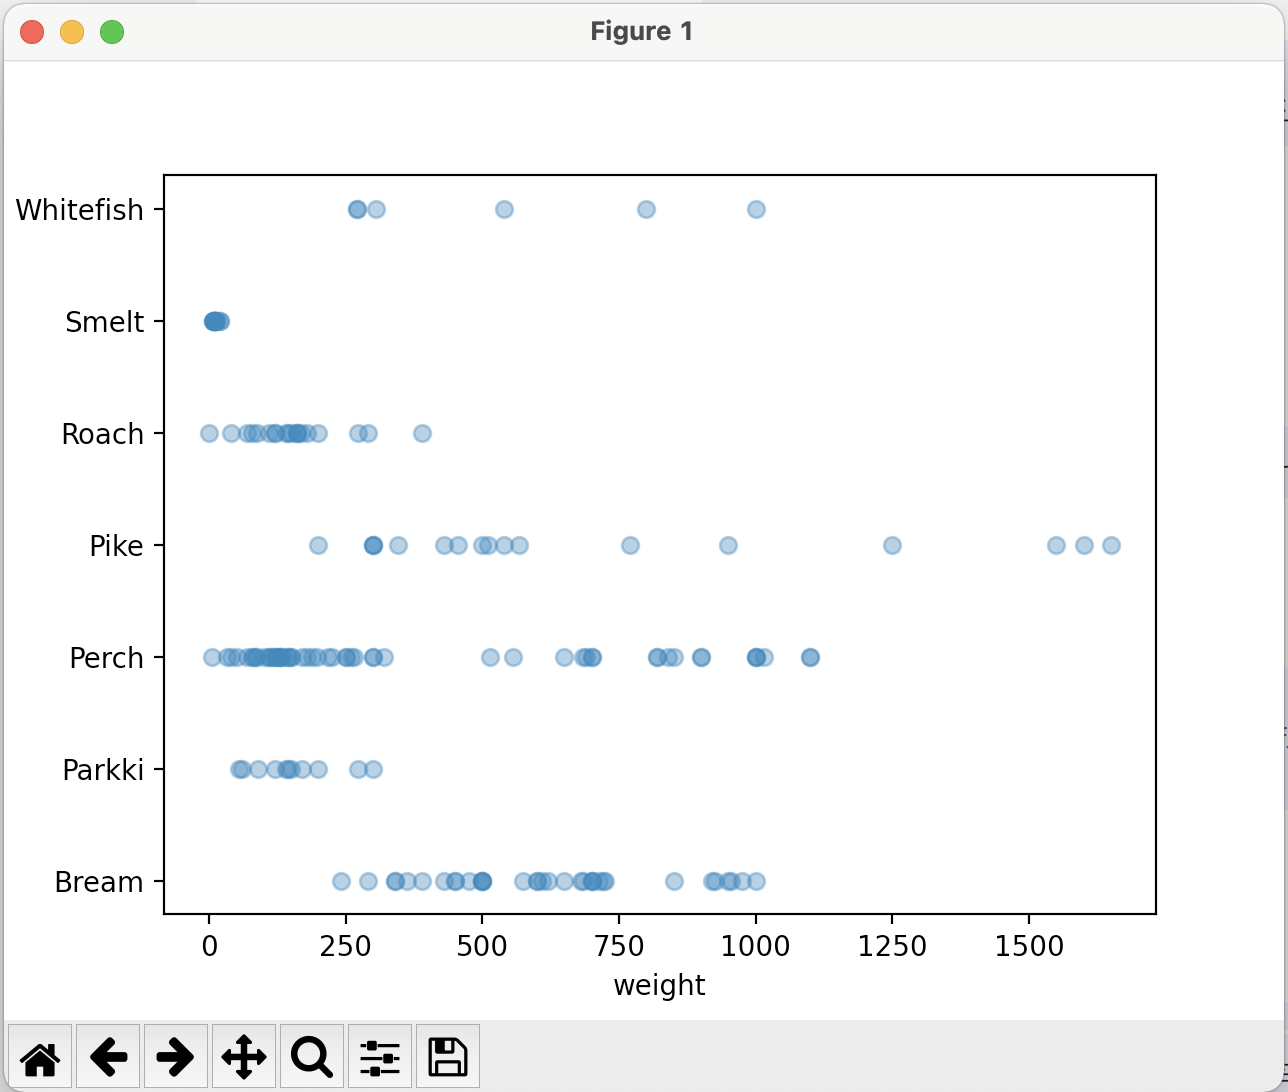 Figure 1
Whitefish
Smelt
Roach
Pike
Perch
Parkki
Bream
0 250 500 750 1000 1250 1500
weight